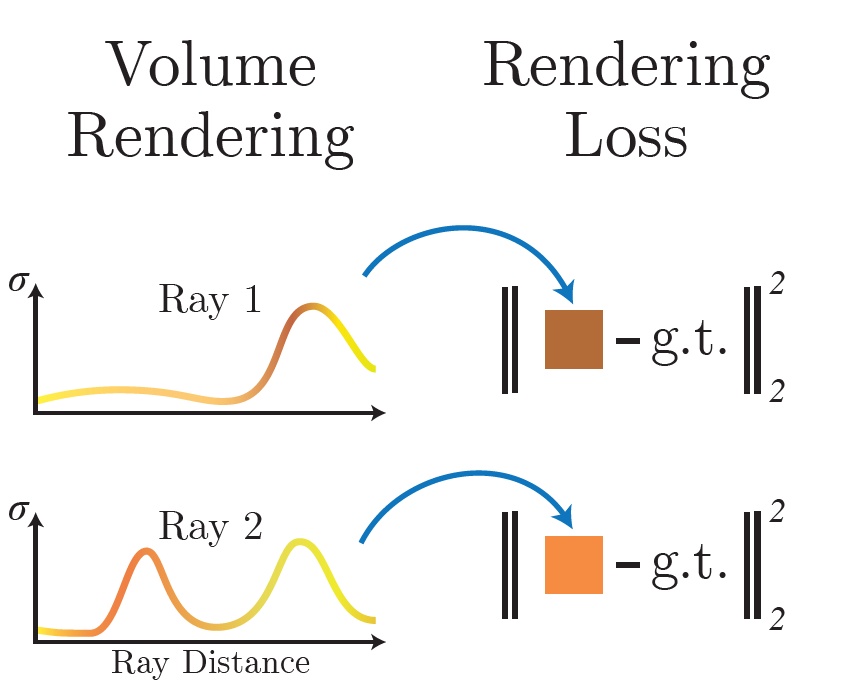 Volume
Rendering
Rendering
Loss
σ
Ray 1
‖ – g.t. ‖ 2 2
σ
Ray 2
‖ – g.t. ‖ 2 2
Ray Distance